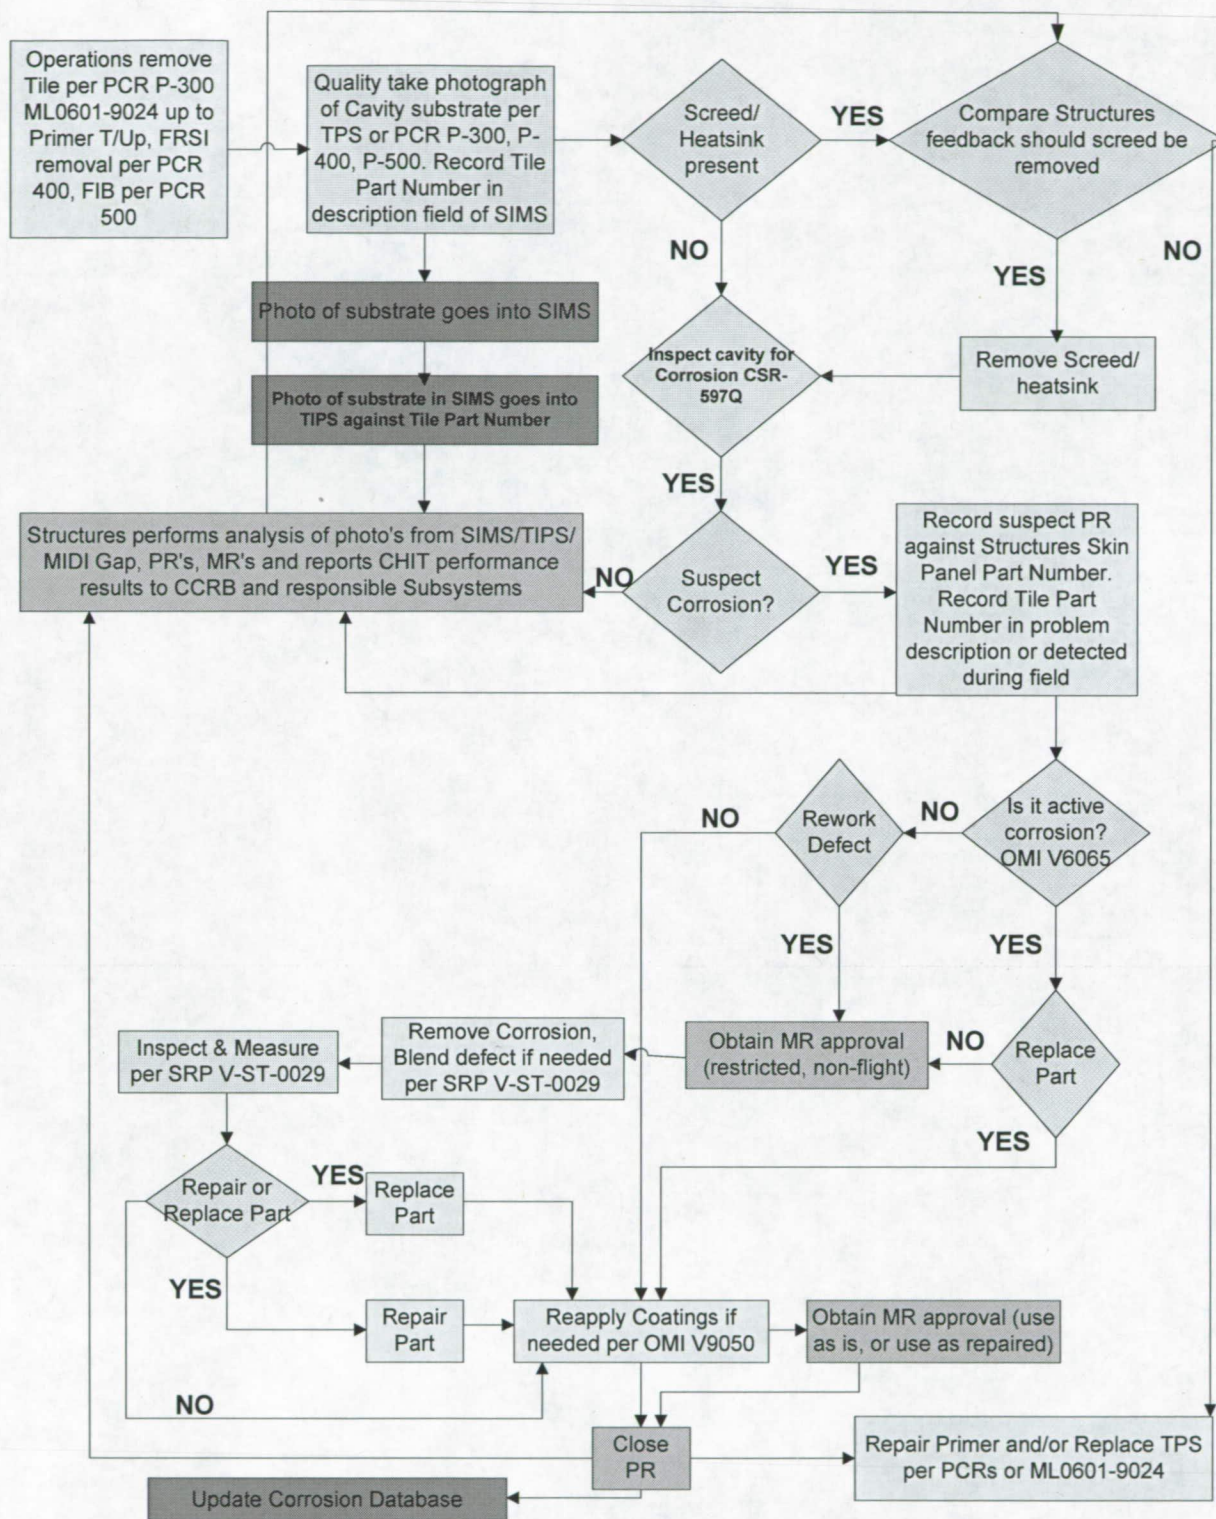 Operations remove
Tile per PCR P-300
ML0601-9024 up to
Primer T/Up, FRSI
removal per PCR
400, FIB per PCR
500
Quality take photograph
of Cavity substrate per
TPS or PCR P-300, P-
400, P-500. Record Tile
Part Number in
description field of SIMS
Screed/
Heatsink
present
YES
Compare Structures
feedback should screed be
removed
NO
YES
NO
Photo of substrate goes into SIMS
Inspect cavity for
Corrosion CSR-
597Q
Remove Screed/
heatsink
Photo of substrate in SIMS goes into
TIPS against Tile Part Number
YES
Structures performs analysis of photo's from SIMS/TIPS/
MIDI Gap, PR's, MR's and reports CHIT performance
results to CCRB and responsible Subsystems
NO
Suspect
Corrosion?
YES
Record suspect PR
against Structures Skin
Panel Part Number.
Record Tile Part
Number in problem
description or detected
during field
NO
Rework
Defect
NO
Is it active
corrosion?
OMI V6065
YES
YES
Inspect & Measure
per SRP V-ST-0029
Remove Corrosion,
Blend defect if needed
per SRP V-ST-0029
Obtain MR approval
(restricted, non-flight)
NO
Replace
Part
YES
Repair or
Replace Part
YES
Replace
Part
YES
Repair
Part
Reapply Coatings if
needed per OMI V9050
Obtain MR approval (use
as is, or use as repaired)
NO
Close
PR
Repair Primer and/or Replace TPS
per PCRs or ML0601-9024
Update Corrosion Database